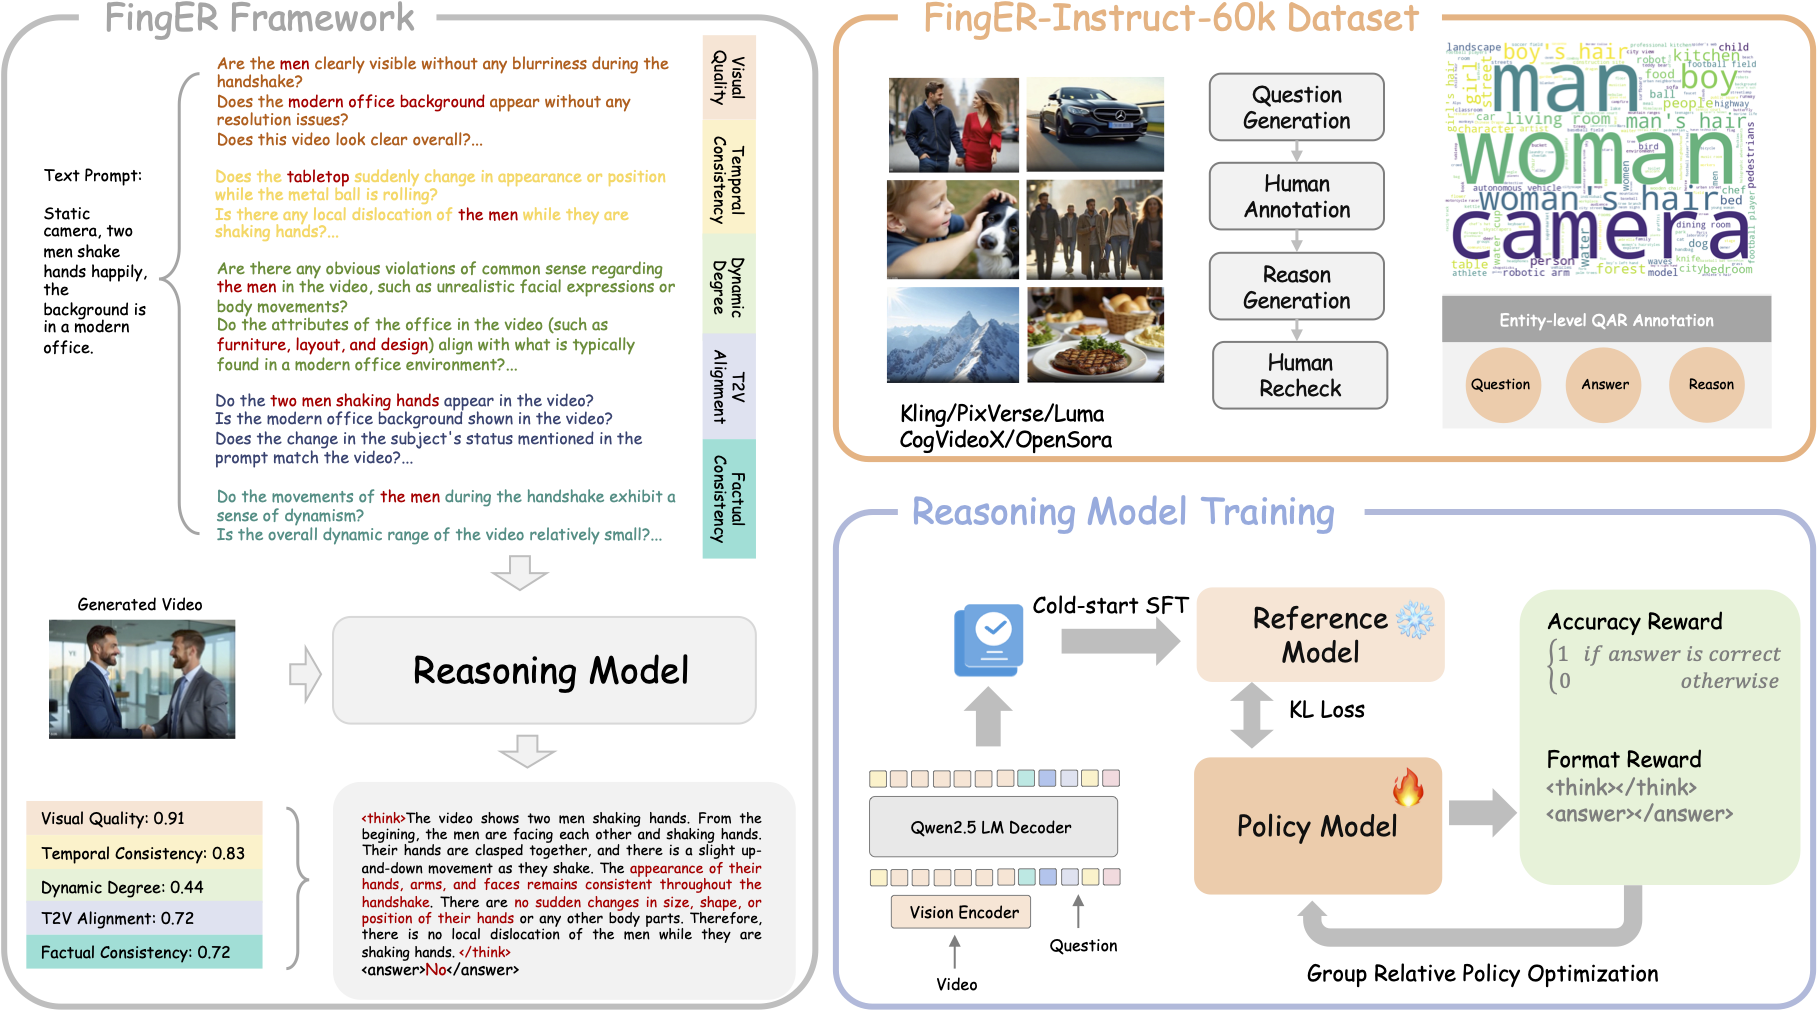 FingER Framework
Text Prompt:
Static
camera, two
men shake
hands happily,
the
background is
in a modern
office.
Are the men clearly visible without any blurriness during the
handshake?
Does the modern office background appear without any
resolution issues?
Does this video look clear overall?...
Visual
Quality
Does the tabletop suddenly change in appearance or position
while the metal ball is rolling?
Is there any local dislocation of the men while they are
shaking hands?...
Temporal
Consistency
Are there any obvious violations of common sense regarding
the men in the video, such as unrealistic facial expressions or
body movements?
Do the attributes of the office in the video (such as
furniture, layout, and design) align with what is typically
found in a modern office environment?...
Dynamic
Degree
Do the two men shaking hands appear in the video?
Is the modern office background shown in the video?
Does the change in the subject's status mentioned in the
prompt match the video?...
T2V
Alignment
Do the movements of the men during the handshake exhibit a
sense of dynamism?
Is the overall dynamic range of the video relatively small?...
Factual
Consistency
Generated Video
Reasoning Model
Visual Quality: 0.91
Temporal Consistency: 0.83
Dynamic Degree: 0.44
T2V Alignment: 0.72
Factual Consistency: 0.72
<think>The video shows two men shaking hands. From the
begining, the men are facing each other and shaking hands.
Their hands are clasped together, and there is a slight up-
and-down movement as they shake. The appearance of their
hands, arms, and faces remains consistent throughout the
handshake. There are no sudden changes in size, shape, or
position of their hands or any other body parts. Therefore,
there is no local dislocation of the men while they are
shaking hands. </think>
<answer>No</answer>
FingER-Instruct-60k Dataset
Kling/PixVerse/Luma
CogVideoX/OpenSora
Question
Generation
Human
Annotation
Reason
Generation
Human
Recheck
landscape
boy's hair
city view
professional kitchen
child
man
robot
kitchen
football field
girl
street
food
boy
ball
people
highway
car
living room
man's hair
character
artist
woman
pedestrians
bird
autonomous vehicle
women
men
chef
woman's hair
bed
camera
water cup
water
dining room
dog
football player
table
person
forest
waves
knife
model
city
bedroom
athlete
robotic arm
Entity-level QAR Annotation
Question
Answer
Reason
Reasoning Model Training
Cold-start SFT
Reference
Model
KL Loss
Policy Model
Accuracy Reward
1 if answer is correct
0 otherwise
Format Reward
<think></think>
<answer></answer>
Qwen2.5 LM Decoder
Vision Encoder
Question
Video
Group Relative Policy Optimization